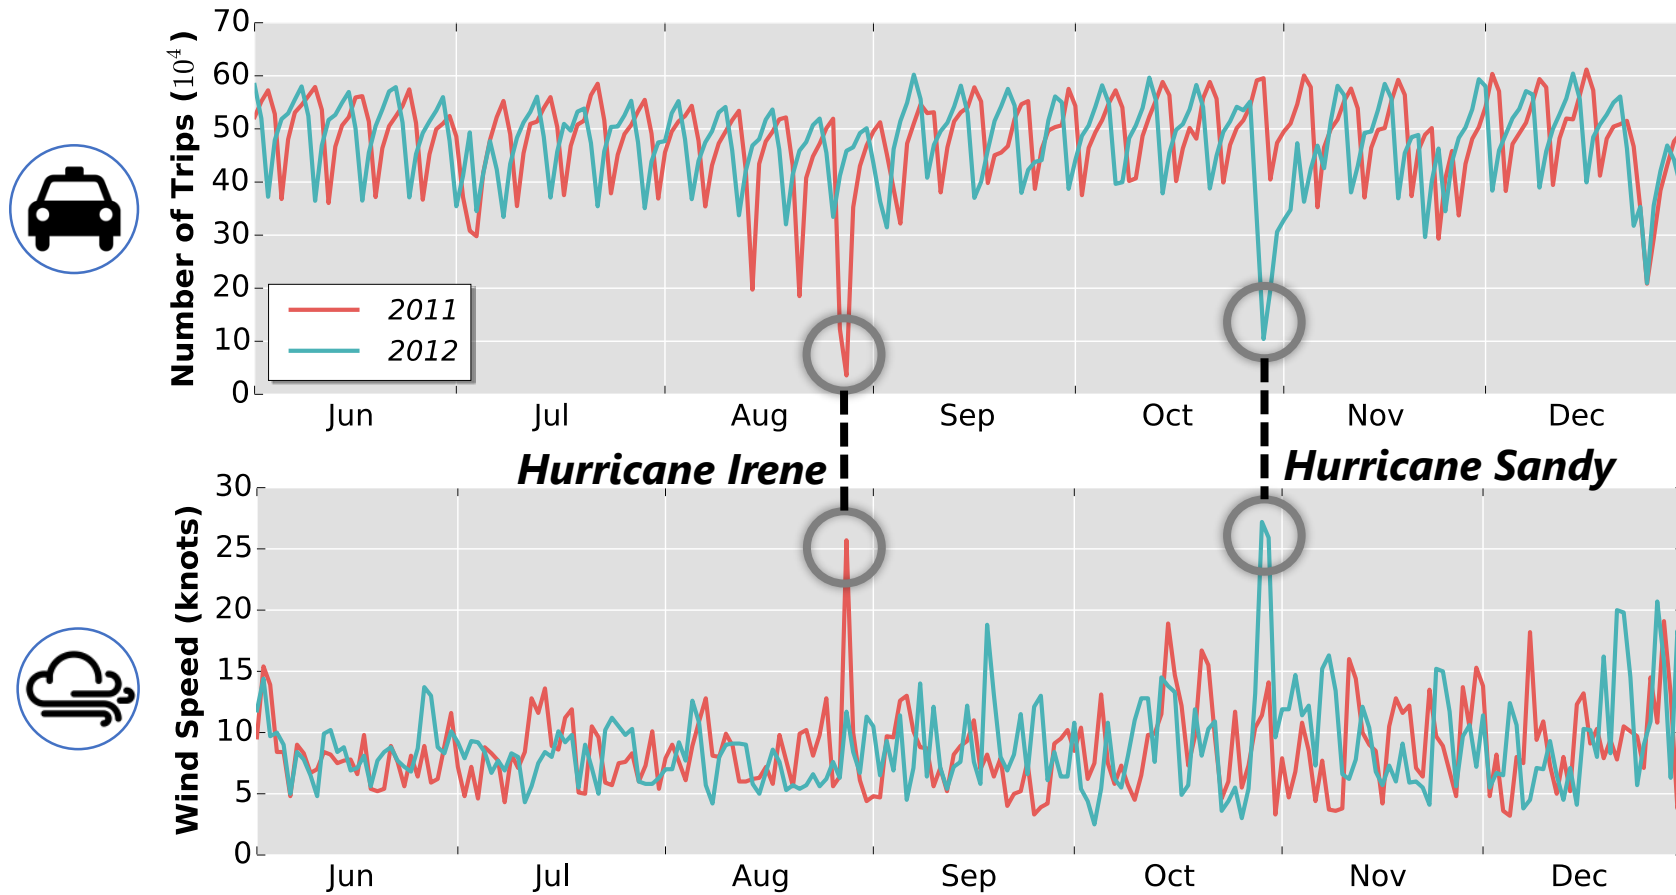 Number of Trips (10⁴)
70
60
50
40
30
20
10
0
2011
2012
Jun Jul Aug Sep Oct Nov Dec
Hurricane Irene
Hurricane Sandy
Wind Speed (knots)
30
25
20
15
10
5
0
Jun Jul Aug Sep Oct Nov Dec